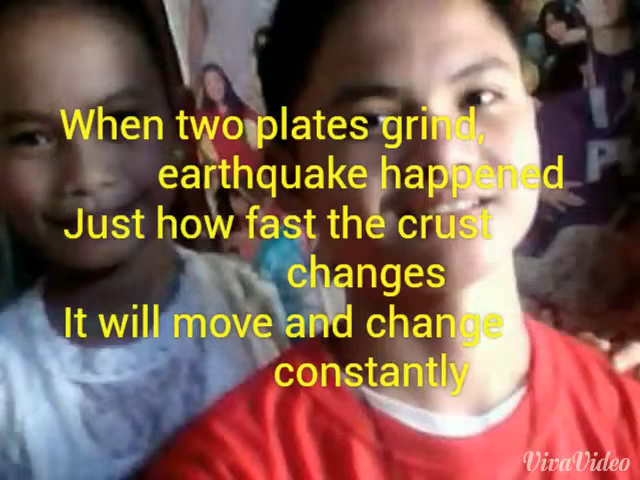 When two plates grind,
earthquake happened
Just how fast the crust
changes
It will move and change
constantly
VivaVideo